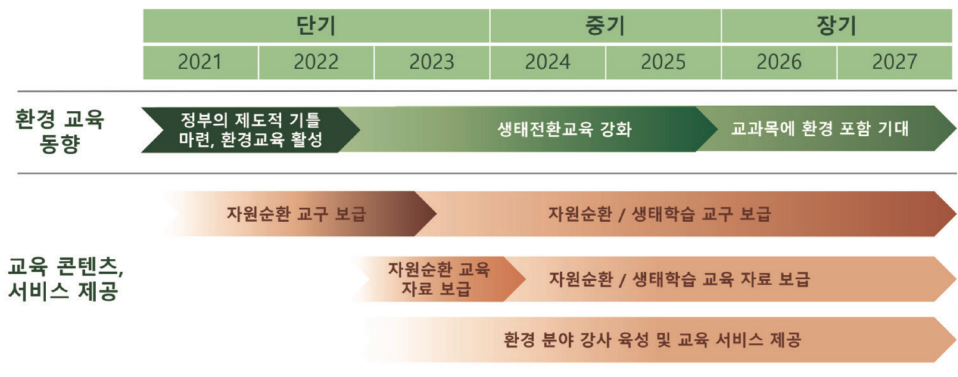 단기 중기 장기
2021 2022 2023 2024 2025 2026 2027
환경 교육
동향
정부의 제도적 기틀
마련, 환경교육 활성
생태전환교육 강화
교과목에 환경 포함 기대
자원순환 교구 보급
자원순환 / 생태학습 교구 보급
교육 콘텐츠,
서비스 제공
자원순환 교육
자료 보급
자원순환 / 생태학습 교육 자료 보급
환경 분야 강사 육성 및 교육 서비스 제공